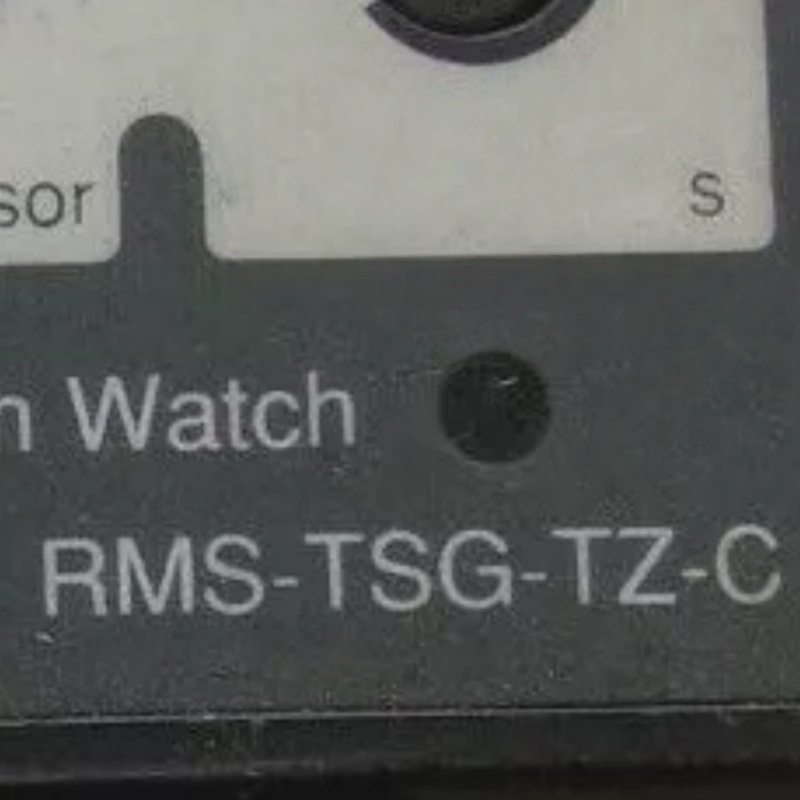 sor
S
n Watch
RMS-TSG-TZ-C